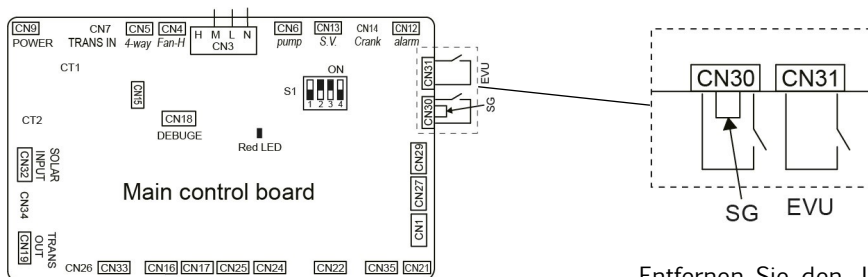 CN9 CN7 CN5 CN4 H M L N CN6 CN13 CN14 CN12
POWER TRANS IN 4-way Fan-H CN3 pump S.V. Crank alarm
CT1
ON
S1
1 2 3 4
CN31
EVU
CN30
SG
CN15
CN18
DEBUGE
CT2
Red LED
SOLAR
INPUT
CN32
CN34
TRANS
OUT
CN19
Main control board
CN29
CN27
CN1
CN26 CN33 CN16 CN17 CN25 CN24 CN22 CN35 CN21
CN30 CN31
SG EVU
Entfernen Sie den